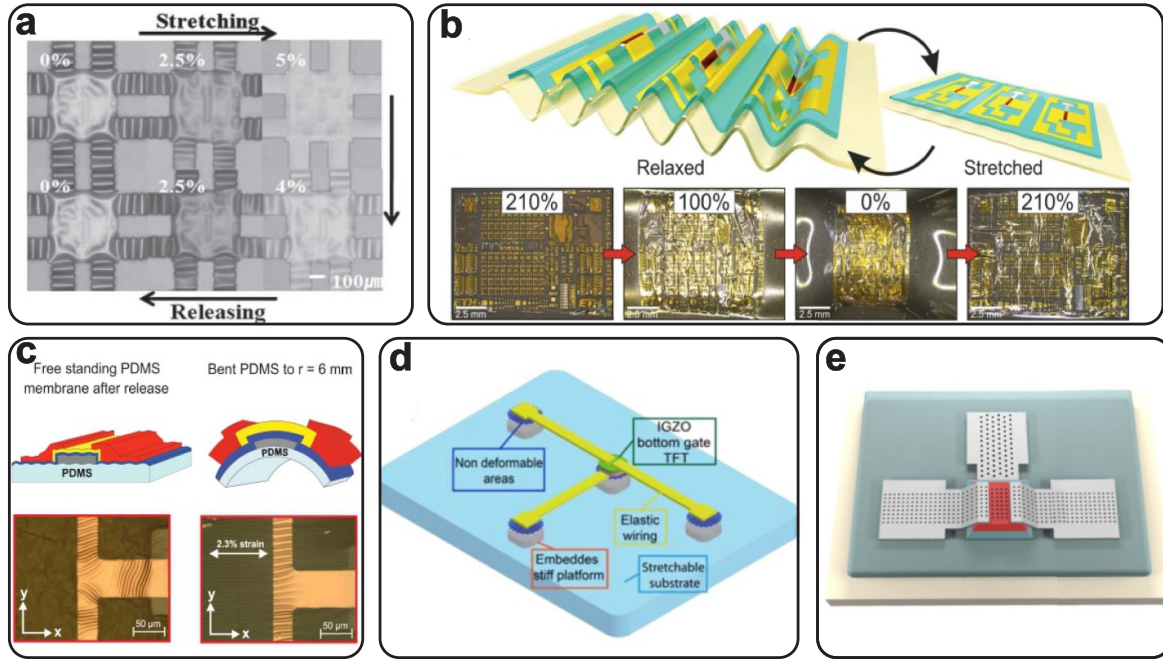 a
Stretching
0%
2.5%
5%
0%
2.5%
4%
100µm
Releasing
b
Relaxed
Stretched
210%
100%
0%
210%
2.5 mm
2.5 mm
2.5 mm
2.5 mm
c
Free standing PDMS
membrane after release
Bent PDMS to r = 6 mm
PDMS
PDMS
2.3% strain
y
x
50 µm
y
x
50 µm
d
IGZO
bottom gate
TFT
Non deformable
areas
Elastic
wiring
Embeddes
stiff platform
Stretchable
substrate
e